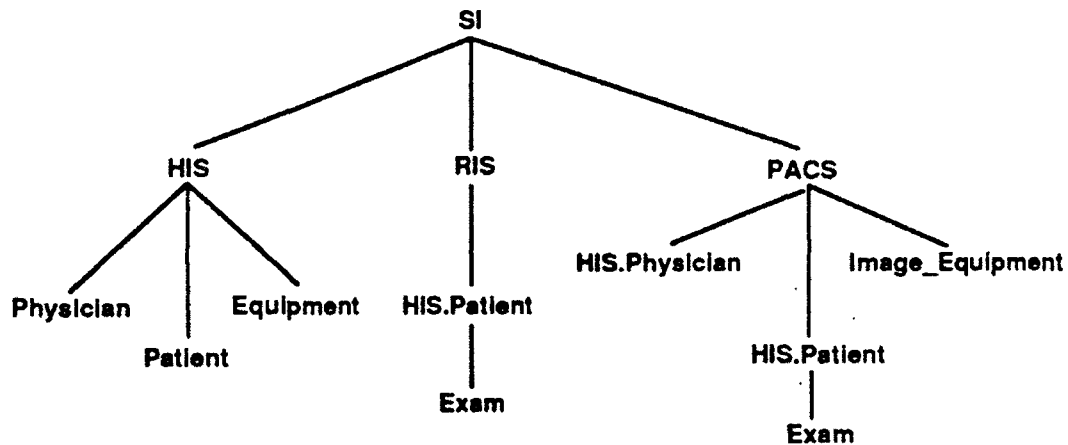 SI
HIS
RIS
PACS
HIS.Physician
Image_Equipment
Physician
Equipment
HIS.Patient
Patient
HIS.Patient
Exam
Exam